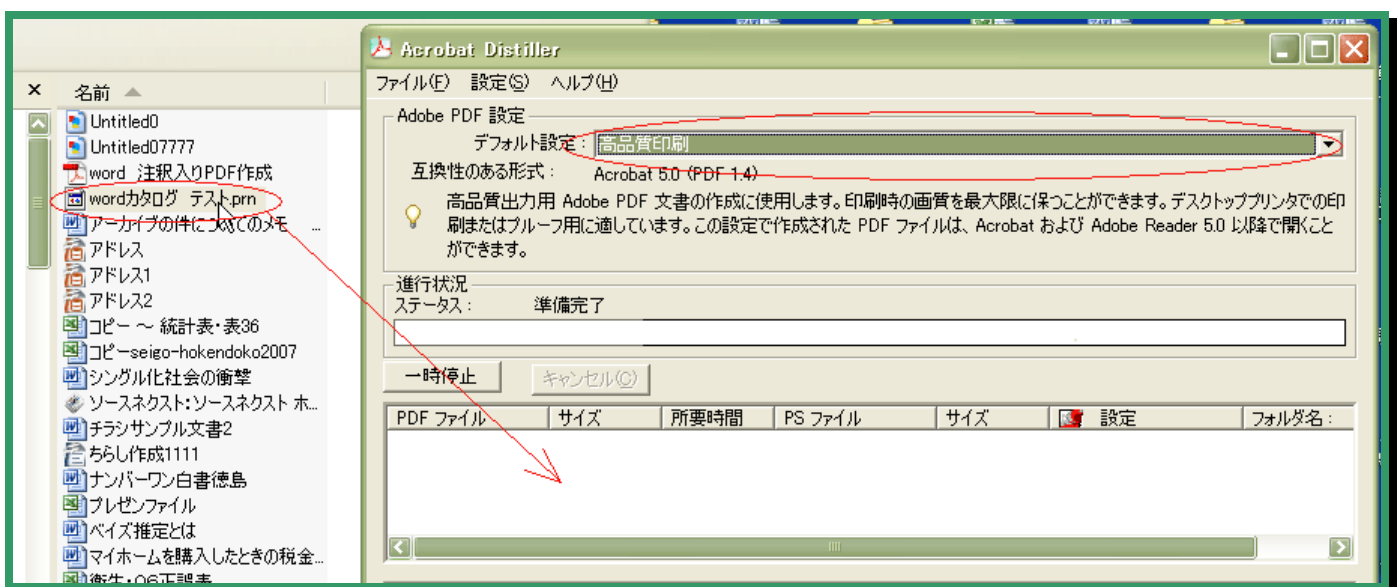 名前
Untitled0
Untitled07777
word 注釈入りPDF作成
wordカタログ テスト.prn
アーカイブの件についてのメモ ...
アドレス
アドレス1
アドレス2
コピー ～ 統計表・表36
コピーseigo-hokendoko2007
シングル化社会の衝撃
ソースネクスト:ソースネクスト ホ...
チラシサンプル文書2
ちらし作成1111
ナンバーワン白書徳島
プレゼンファイル
ベイズ推定とは
マイホームを購入したときの税金...
衛生・06正誤表
Acrobat Distiller
ファイル(F) 設定(S) ヘルプ(H)
Adobe PDF 設定
デフォルト設定： 高品質印刷
互換性のある形式： Acrobat 5.0 (PDF 1.4)
高品質出力用 Adobe PDF 文書の作成に使用します。印刷時の画質を最大限に保つことができます。デスクトッププリンタでの印
刷またはプルーフ用に適しています。この設定で作成された PDF ファイルは、Acrobat および Adobe Reader 5.0 以降で開くこと
ができます。
進行状況
ステータス： 準備完了
一時停止 キャンセル(C)
PDF ファイル サイズ 所要時間 PS ファイル サイズ 設定 フォルダ名：